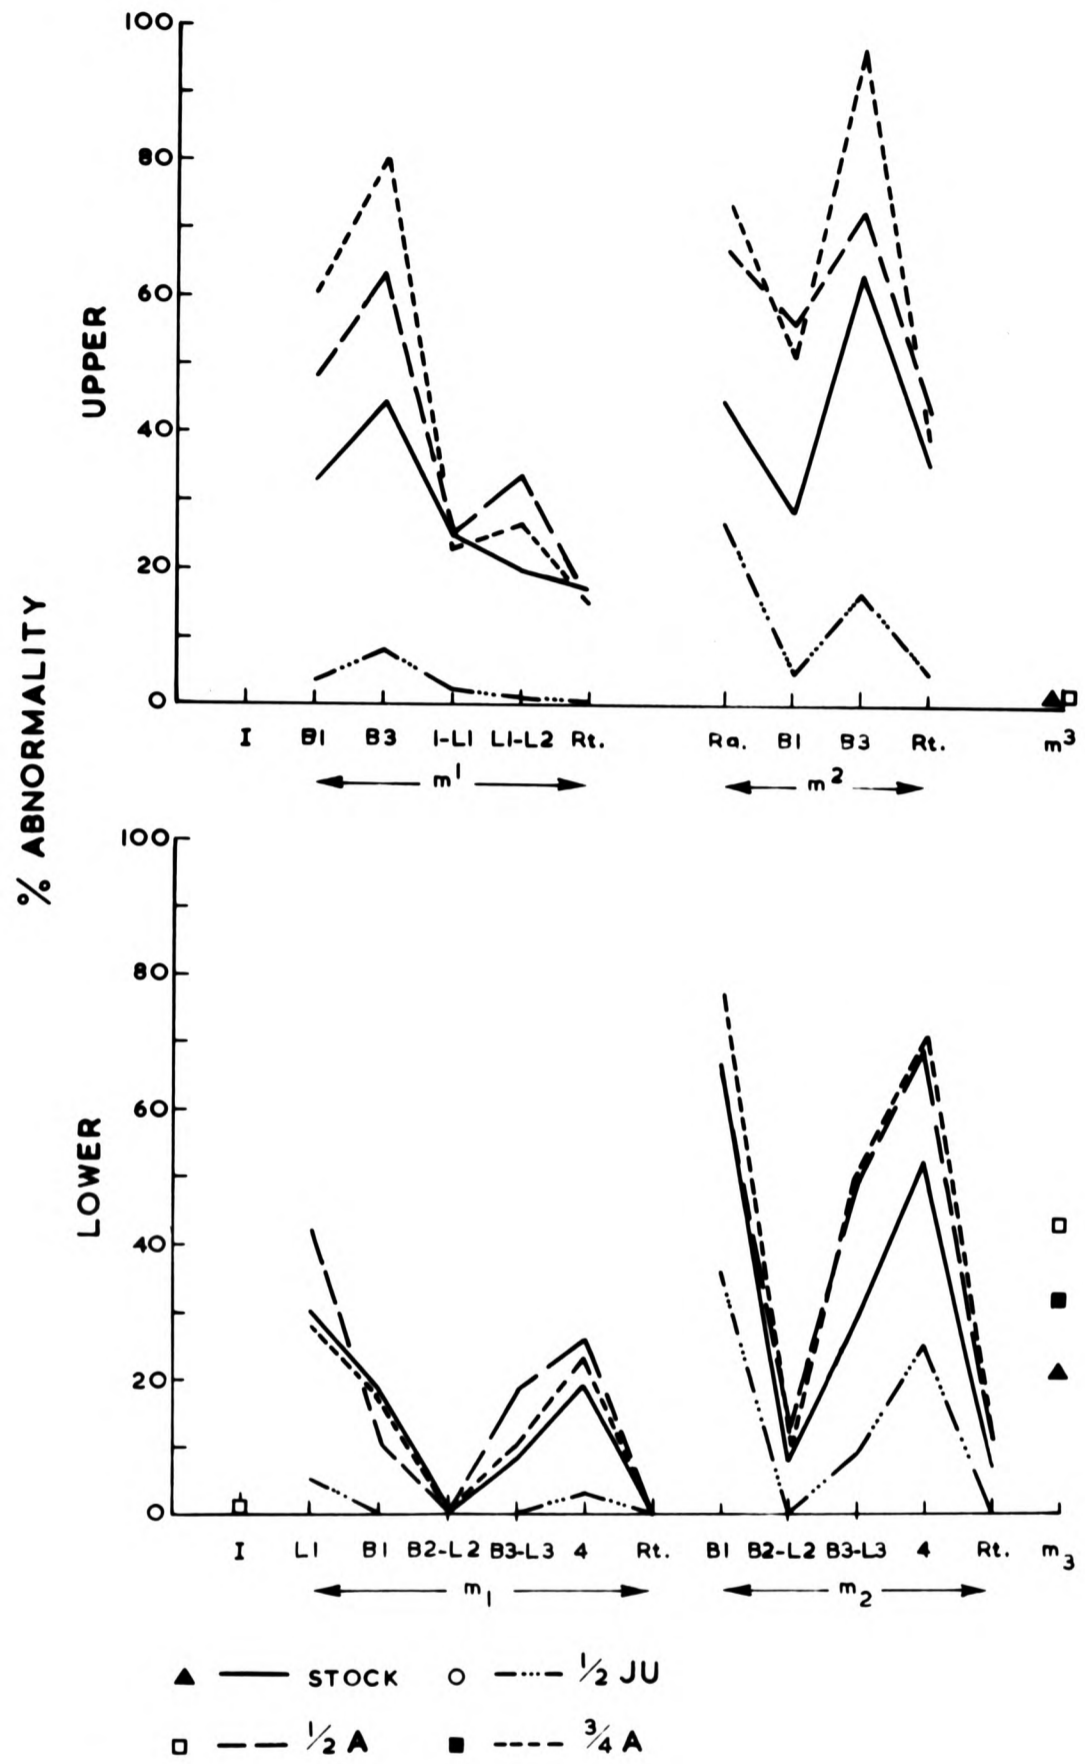 % ABNORMALITY
UPPER
100
80
60
40
20
0
I B1 B3 I-L1 L1-L2 Rt. Ra. B1 B3 Rt. m3
m1 m2
LOWER
100
80
60
40
20
0
I L1 B1 B2-L2 B3-L3 4 Rt. B1 B2-L2 B3-L3 4 Rt. m3
m1 m2
▲ STOCK ○ 1/2 JU
□ 1/2 A ■ 3/4 A